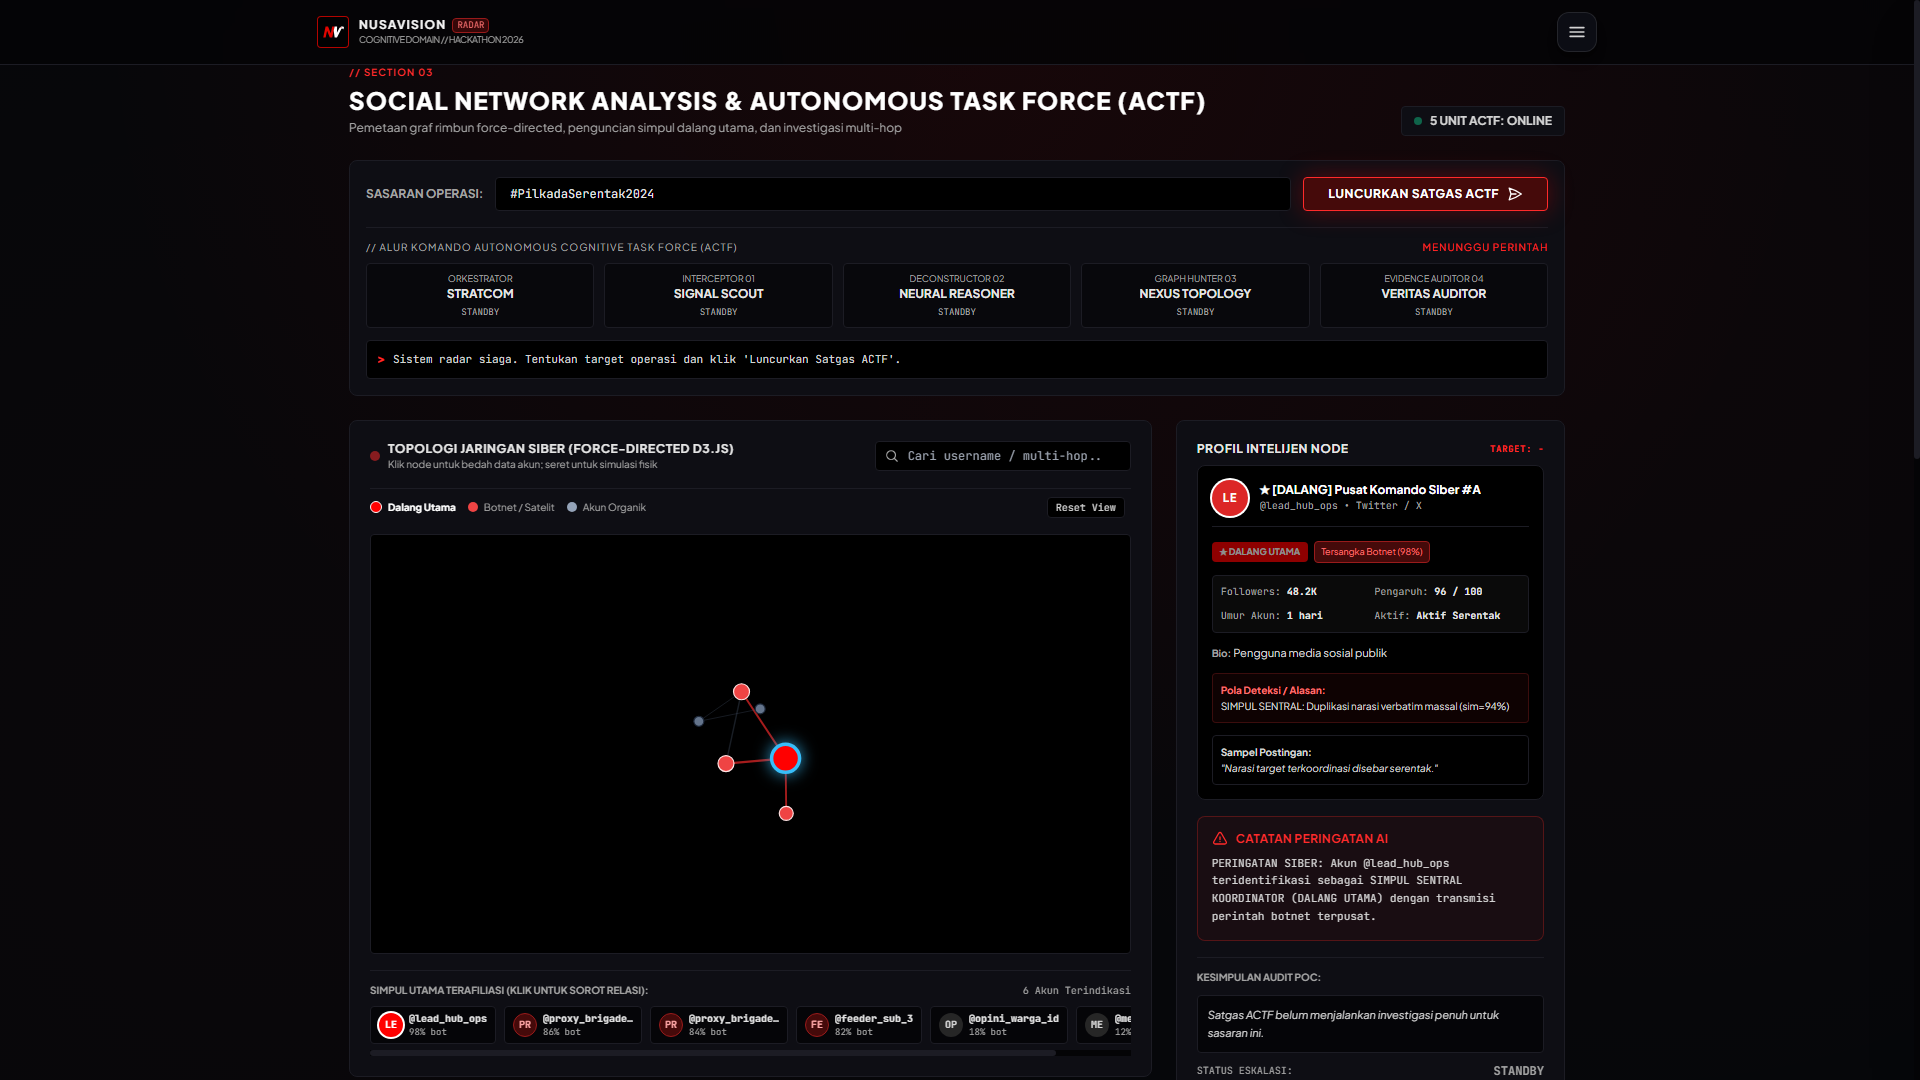 NV
NUSAVISION RADAR
COGNITIVE DOMAIN // HACKATHON 2026
// SECTION 03
SOCIAL NETWORK ANALYSIS & AUTONOMOUS TASK FORCE (ACTF)
Pemetaan graf rimbun force-directed, penguncian simpul dalang utama, dan investigasi multi-hop
5 UNIT ACTF: ONLINE
SASARAN OPERASI:
#PilkadaSerentak2024
LUNCURKAN SATGAS ACTF
// ALUR KOMANDO AUTONOMOUS COGNITIVE TASK FORCE (ACTF)
MENUNGGU PERINTAH
ORKESTRATOR
STRATCOM
STANDBY
INTERCEPTOR 01
SIGNAL SCOUT
STANDBY
DECONSTRUCTOR 02
NEURAL REASONER
STANDBY
GRAPH HUNTER 03
NEXUS TOPOLOGY
STANDBY
EVIDENCE AUDITOR 04
VERITAS AUDITOR
STANDBY
> Sistem radar siaga. Tentukan target operasi dan klik 'Luncurkan Satgas ACTF'.
TOPOLOGI JARINGAN SIBER (FORCE-DIRECTED D3.JS)
Klik node untuk bedah data akun; seret untuk simulasi fisik
Cari username / multi-hop..
Dalang Utama
Botnet / Satelit
Akun Organik
Reset View
SIMPUL UTAMA TERAFILIASI (KLIK UNTUK SOROT RELASI):
6 Akun Terindikasi
LE
@lead_hub_ops
98% bot
PR
@proxy_brigade…
86% bot
PR
@proxy_brigade…
84% bot
FE
@feeder_sub_3
82% bot
OP
@opini_warga_id
18% bot
ME
@me
12%
PROFIL INTELIJEN NODE
TARGET: -
LE
★ [DALANG] Pusat Komando Siber #A
@lead_hub_ops • Twitter / X
★ DALANG UTAMA
Tersangka Botnet (98%)
Followers: 48.2K
Pengaruh: 96 / 100
Umur Akun: 1 hari
Aktif: Aktif Serentak
Bio: Pengguna media sosial publik
Pola Deteksi / Alasan:
SIMPUL SENTRAL: Duplikasi narasi verbatim massal (sim=94%)
Sampel Postingan:
"Narasi target terkoordinasi disebar serentak."
CATATAN PERINGATAN AI
PERINGATAN SIBER: Akun @lead_hub_ops
teridentifikasi sebagai SIMPUL SENTRAL
KOORDINATOR (DALANG UTAMA) dengan transmisi
perintah botnet terpusat.
KESIMPULAN AUDIT POC:
Satgas ACTF belum menjalankan investigasi penuh untuk
sasaran ini.
STATUS ESKALASI:
STANDBY